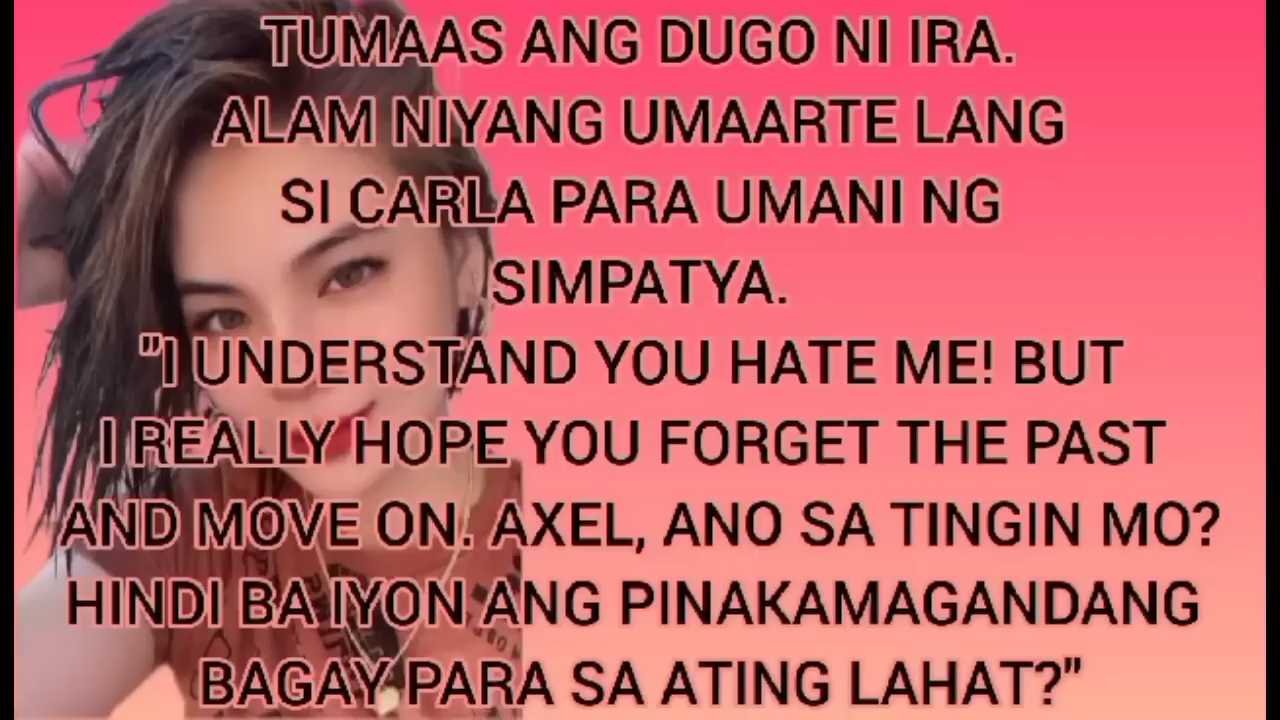 TUMAAS ANG DUGO NI IRA.
ALAM NIYANG UMAARTE LANG
SI CARLA PARA UMANI NG
SIMPATYA.
"I UNDERSTAND YOU HATE ME! BUT
I REALLY HOPE YOU FORGET THE PAST
AND MOVE ON. AXEL, ANO SA TINGIN MO?
HINDI BA IYON ANG PINAKAMAGANDANG
BAGAY PARA SA ATING LAHAT?"